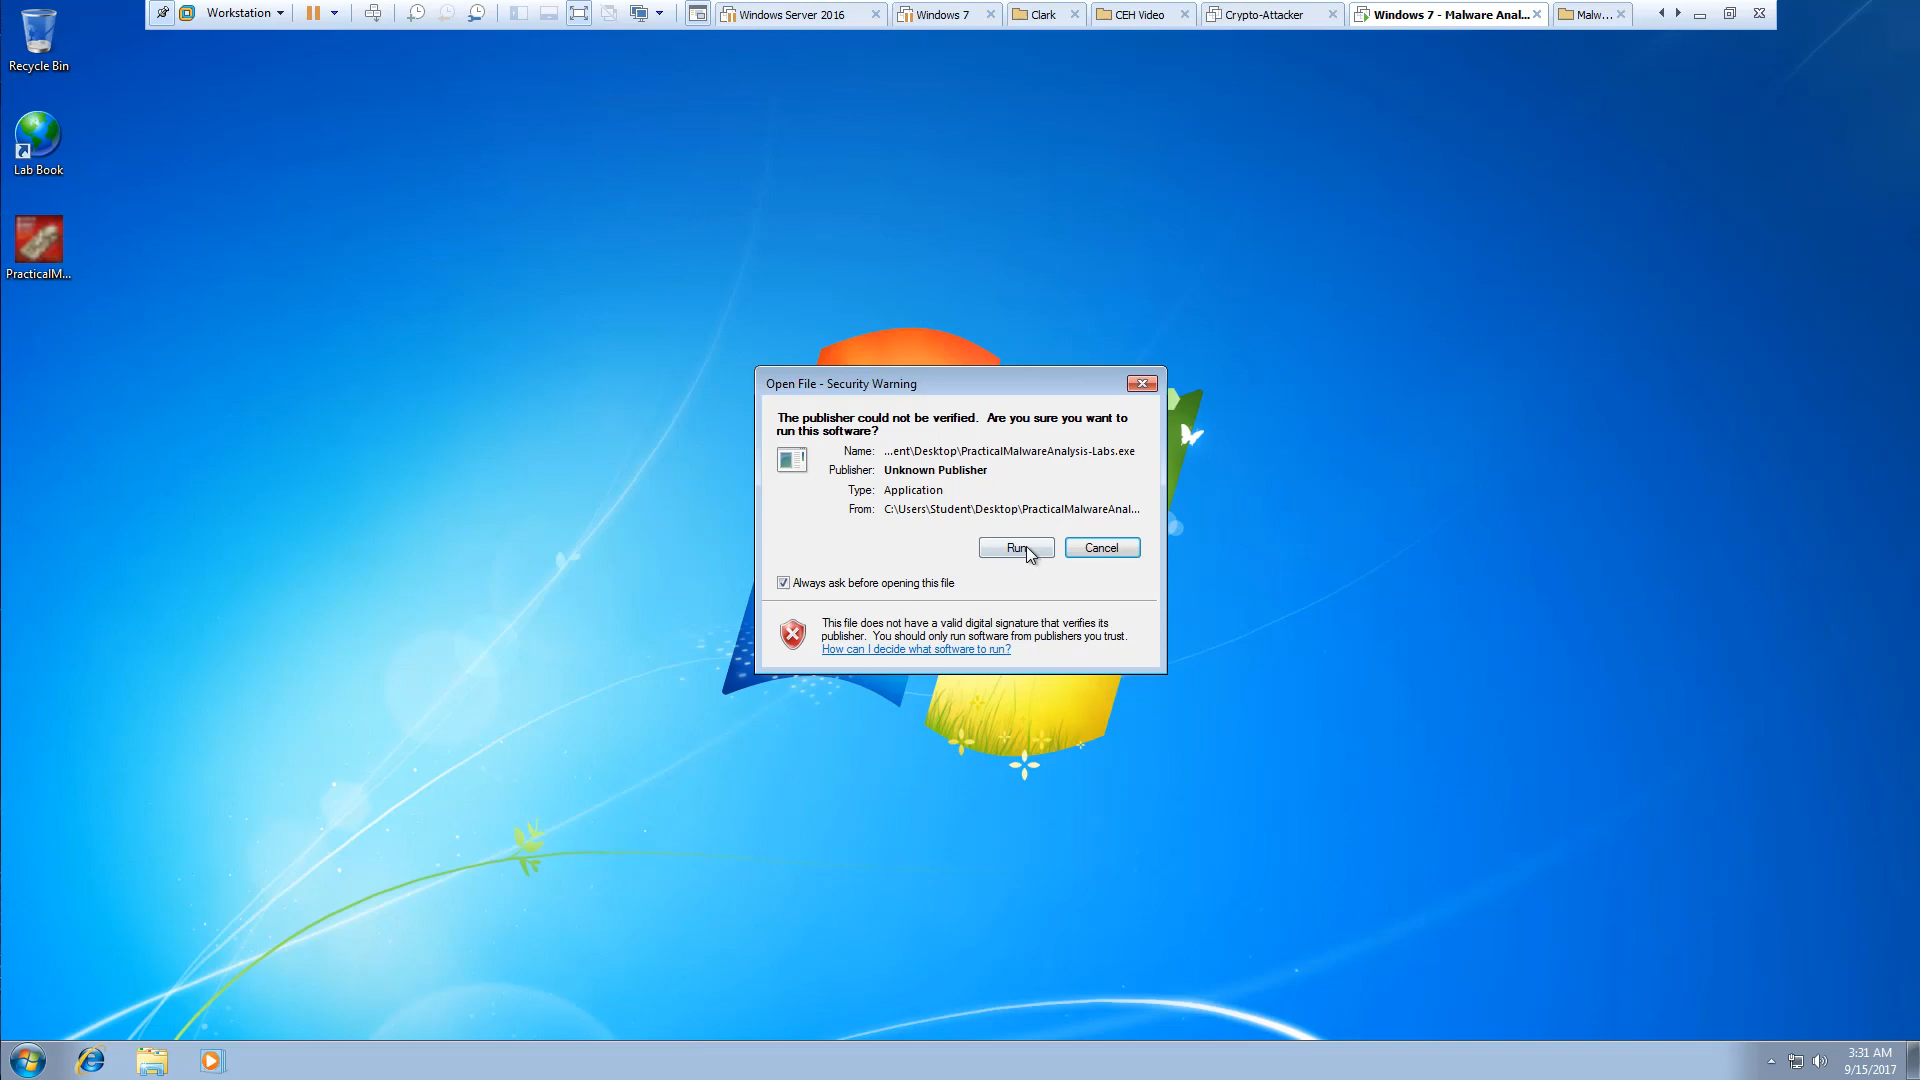 Workstation
Windows Server 2016
Windows 7
Clark
CEH Video
Crypto-Attacker
Windows 7 - Malware Anal...
Malw...
Recycle Bin
Lab Book
PracticalM...
Open File - Security Warning
The publisher could not be verified. Are you sure you want to
run this software?
Name: ...ent\Desktop\PracticalMalwareAnalysis-Labs.exe
Publisher: Unknown Publisher
Type: Application
From: C:\Users\Student\Desktop\PracticalMalwareAnal...
Run
Cancel
Always ask before opening this file
This file does not have a valid digital signature that verifies its
publisher. You should only run software from publishers you trust.
How can I decide what software to run?
3:31 AM
9/15/2017